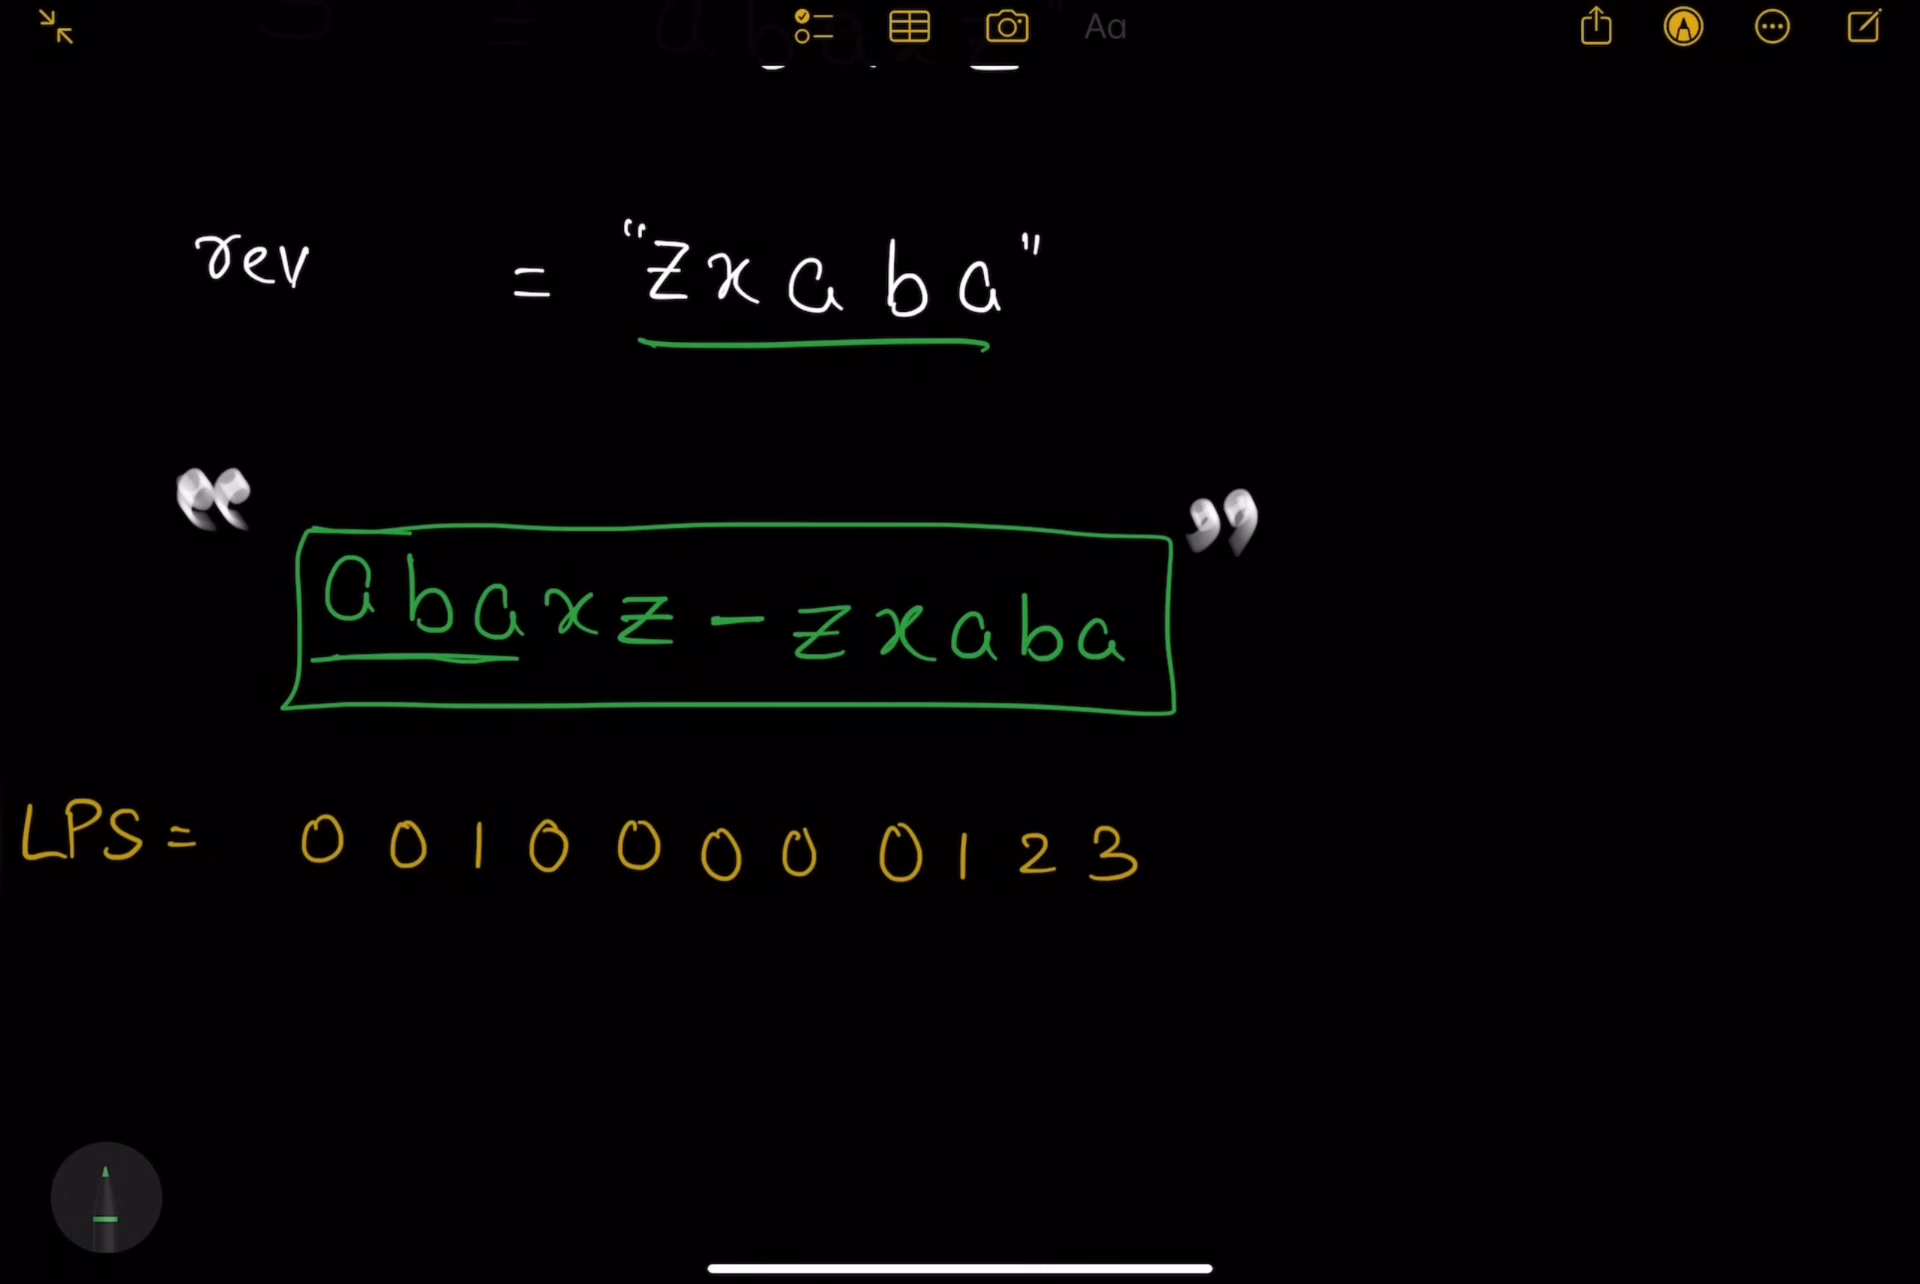 Aa
rev = "zxaba"
"abaxz-zxaba"
LPS = 0 0 1 0 0 0 0 0 1 2 3